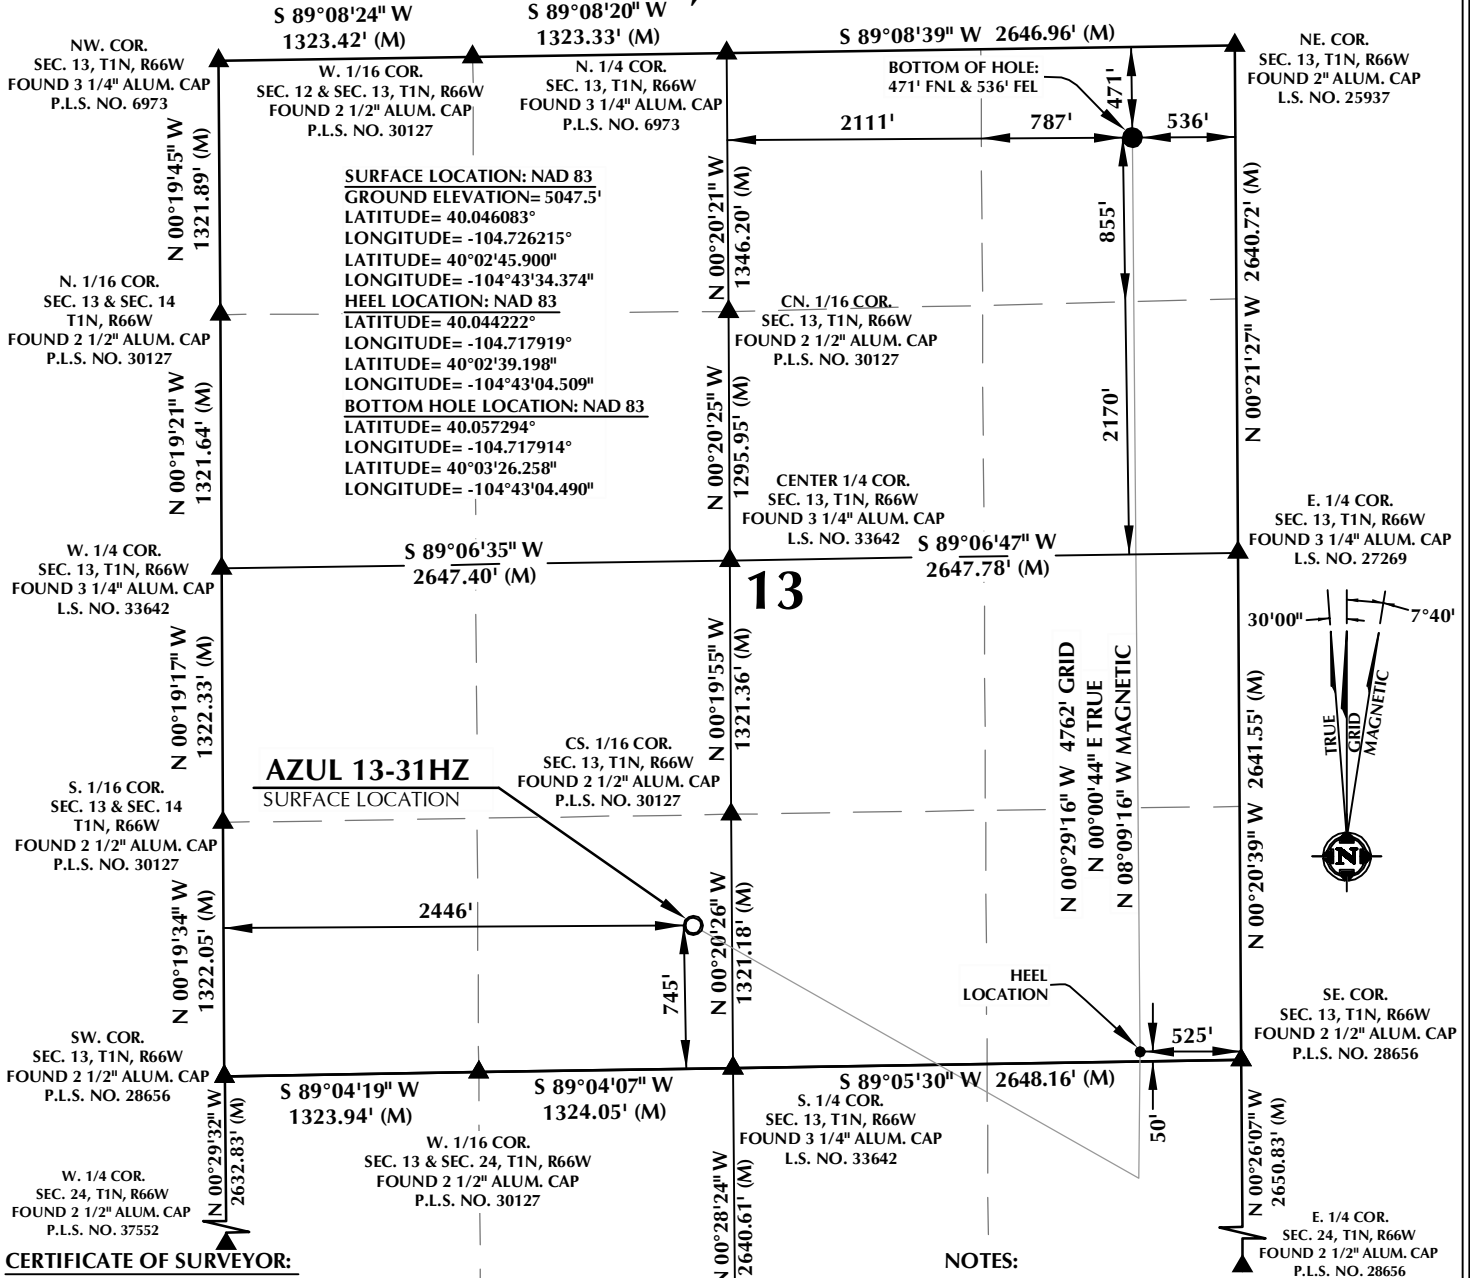 S 89°08'24" W
1323.42' (M)
S 89°08'20" W
1323.33' (M)
S 89°08'39" W 2646.96' (M)
NW. COR.
SEC. 13, T1N, R66W
FOUND 3 1/4" ALUM. CAP
P.L.S. NO. 6973
W. 1/16 COR.
SEC. 12 & SEC. 13, T1N, R66W
FOUND 2 1/2" ALUM. CAP
P.L.S. NO. 30127
N. 1/4 COR.
SEC. 13, T1N, R66W
FOUND 3 1/4" ALUM. CAP
P.L.S. NO. 6973
BOTTOM OF HOLE:
471' FNL & 536' FEL
NE. COR.
SEC. 13, T1N, R66W
FOUND 2" ALUM. CAP
L.S. NO. 25937
471'
2111'
787'
536'
N 00°19'45" W
1321.89' (M)
SURFACE LOCATION: NAD 83
GROUND ELEVATION= 5047.5'
LATITUDE= 40.046083°
LONGITUDE= -104.726215°
LATITUDE= 40°02'45.900"
LONGITUDE= -104°43'34.374"
HEEL LOCATION: NAD 83
LATITUDE= 40.044222°
LONGITUDE= -104.717919°
LATITUDE= 40°02'39.198"
LONGITUDE= -104°43'04.509"
BOTTOM HOLE LOCATION: NAD 83
LATITUDE= 40.057294°
LONGITUDE= -104.717914°
LATITUDE= 40°03'26.258"
LONGITUDE= -104°43'04.490"
N 00°20'21" W
1346.20' (M)
855'
N 00°21'27" W 2640.72' (M)
N. 1/16 COR.
SEC. 13 & SEC. 14
T1N, R66W
FOUND 2 1/2" ALUM. CAP
P.L.S. NO. 30127
CN. 1/16 COR.
SEC. 13, T1N, R66W
FOUND 2 1/2" ALUM. CAP
P.L.S. NO. 30127
N 00°19'21" W
1321.64' (M)
N 00°20'25" W
1295.95' (M)
2170'
CENTER 1/4 COR.
SEC. 13, T1N, R66W
FOUND 3 1/4" ALUM. CAP
L.S. NO. 33642
E. 1/4 COR.
SEC. 13, T1N, R66W
FOUND 3 1/4" ALUM. CAP
L.S. NO. 27269
W. 1/4 COR.
SEC. 13, T1N, R66W
FOUND 3 1/4" ALUM. CAP
L.S. NO. 33642
S 89°06'35" W
2647.40' (M)
S 89°06'47" W
2647.78' (M)
13
30'00"
7°40'
TRUE
GRID
MAGNETIC
N 00°19'17" W
1322.33' (M)
N 00°19'55" W
1321.36' (M)
N 00°29'16" W 4762' GRID
N 00°00'44" E TRUE
N 08°09'16" W MAGNETIC
N 00°20'39" W 2641.55' (M)
AZUL 13-31HZ
SURFACE LOCATION
CS. 1/16 COR.
SEC. 13, T1N, R66W
FOUND 2 1/2" ALUM. CAP
P.L.S. NO. 30127
S. 1/16 COR.
SEC. 13 & SEC. 14
T1N, R66W
FOUND 2 1/2" ALUM. CAP
P.L.S. NO. 30127
N
N 00°19'34" W
1322.05' (M)
2446'
745'
N 00°20'26" W
1321.18' (M)
HEEL
LOCATION
525'
SE. COR.
SEC. 13, T1N, R66W
FOUND 2 1/2" ALUM. CAP
P.L.S. NO. 28656
SW. COR.
SEC. 13, T1N, R66W
FOUND 2 1/2" ALUM. CAP
P.L.S. NO. 28656
S 89°04'19" W
1323.94' (M)
S 89°04'07" W
1324.05' (M)
S 89°05'30" W 2648.16' (M)
50'
S. 1/4 COR.
SEC. 13, T1N, R66W
FOUND 3 1/4" ALUM. CAP
L.S. NO. 33642
W. 1/16 COR.
SEC. 13 & SEC. 24, T1N, R66W
FOUND 2 1/2" ALUM. CAP
P.L.S. NO. 30127
N 00°29'32" W
2632.83' (M)
N 00°28'24" W
2640.61' (M)
N 00°26'07" W
2650.83' (M)
W. 1/4 COR.
SEC. 24, T1N, R66W
FOUND 2 1/2" ALUM. CAP
P.L.S. NO. 37552
E. 1/4 COR.
SEC. 24, T1N, R66W
FOUND 2 1/2" ALUM. CAP
P.L.S. NO. 28656
CERTIFICATE OF SURVEYOR:
NOTES: